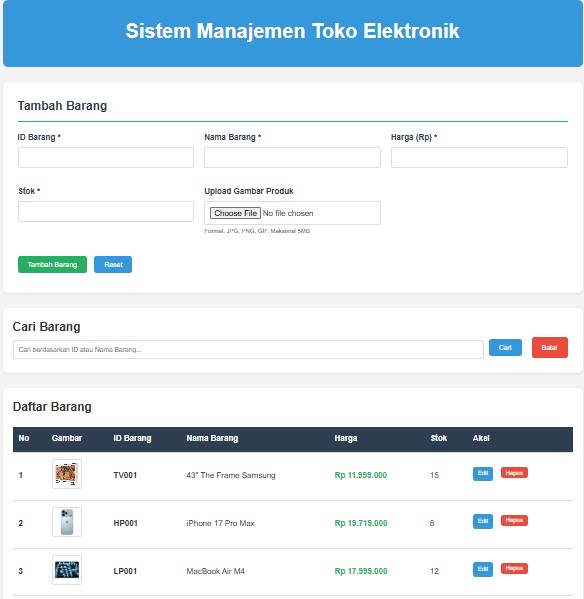 Sistem Manajemen Toko Elektronik
Tambah Barang
ID Barang * Nama Barang * Harga (Rp) *
Stok * Upload Gambar Produk
Choose File No file chosen
Format: JPG, PNG, GIF. Maksimal 5MB
Tambah Barang Reset
Cari Barang
Cari berdasarkan ID atau Nama Barang... Cari Batal
Daftar Barang
No Gambar ID Barang Nama Barang Harga Stok Aksi
1 TV001 43" The Frame Samsung Rp 11.999.000 15 Edit Hapus
2 HP001 iPhone 17 Pro Max Rp 19.719.000 8 Edit Hapus
3 LP001 MacBook Air M4 Rp 17.999.000 12 Edit Hapus